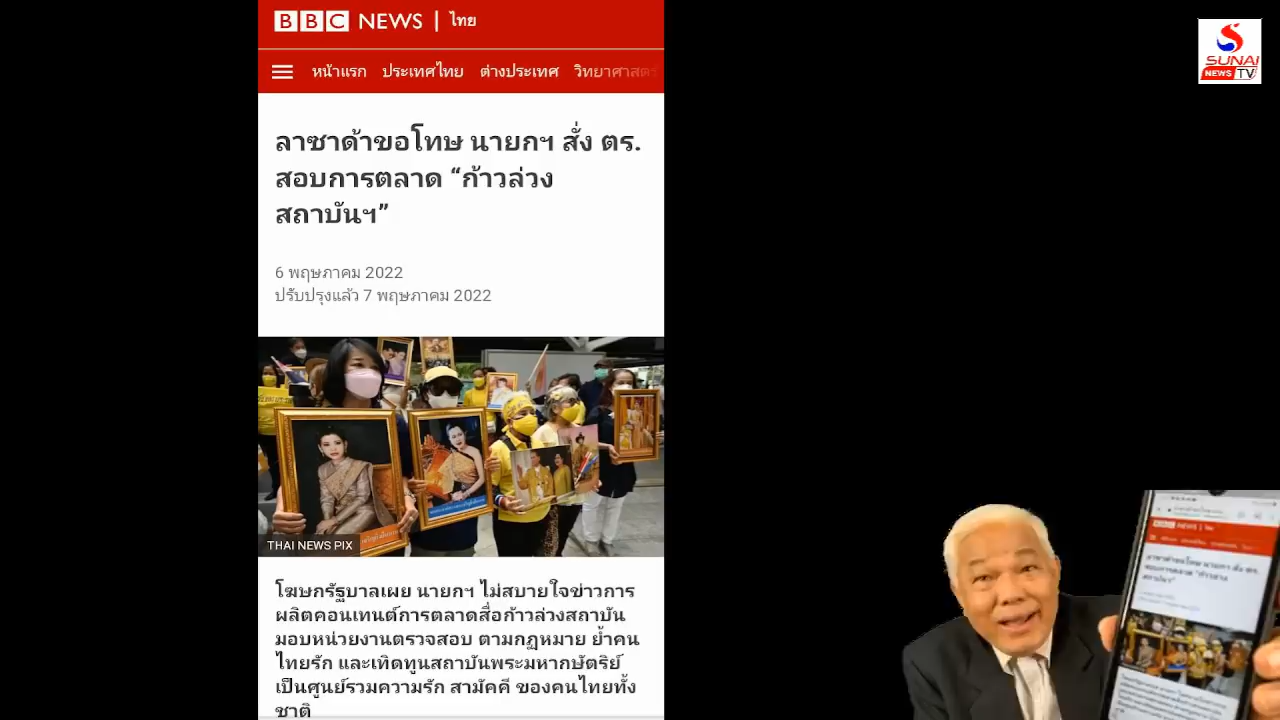 BBC NEWS | ไทย
หน้าแรก ประเทศไทย ต่างประเทศ วิทยาศาสตร์
ลาซาด้าขอโทษ นายกฯ สั่ง ตร.
สอบการตลาด “ก้าวล่วง
สถาบันฯ”
6 พฤษภาคม 2022
ปรับปรุงแล้ว 7 พฤษภาคม 2022
THAI NEWS PIX
โฆษกรัฐบาลเผย นายกฯ ไม่สบายใจข่าวการ
ผลิตคอนเทนต์การตลาดสื่อก้าวล่วงสถาบัน
มอบหน่วยงานตรวจสอบ ตามกฎหมาย ย้ำคน
ไทยรัก และเทิดทูนสถาบันพระมหากษัตริย์
เป็นศูนย์รวมความรัก สามัคคี ของคนไทยทั้ง
ชาติ
SUNAI
NEWS TV